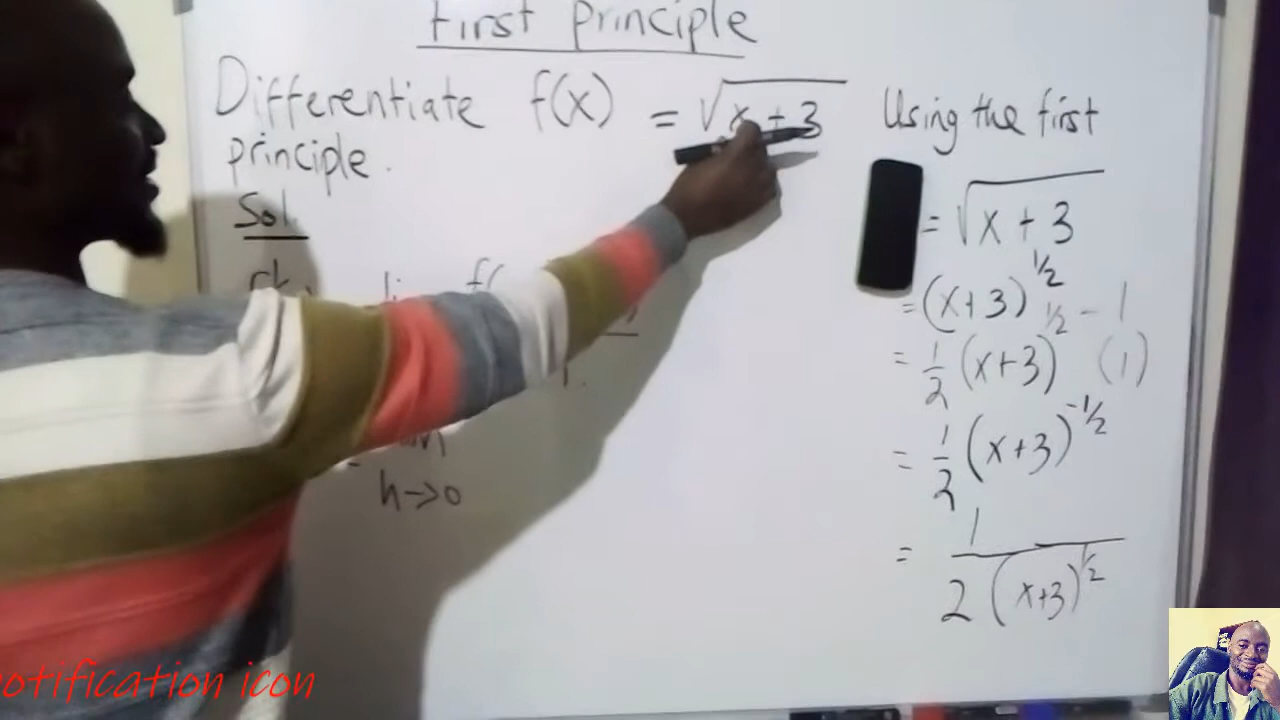 First Principle
Differentiate f(x) = √x + 3 Using the first
principle.
Sol.
= √x + 3
= (x+3)^1/2
= 1/2 (x+3)^1/2 - 1 (1)
= 1/2 (x+3)^-1/2
h→0
= 1/2(x+3)^1/2
notification icon